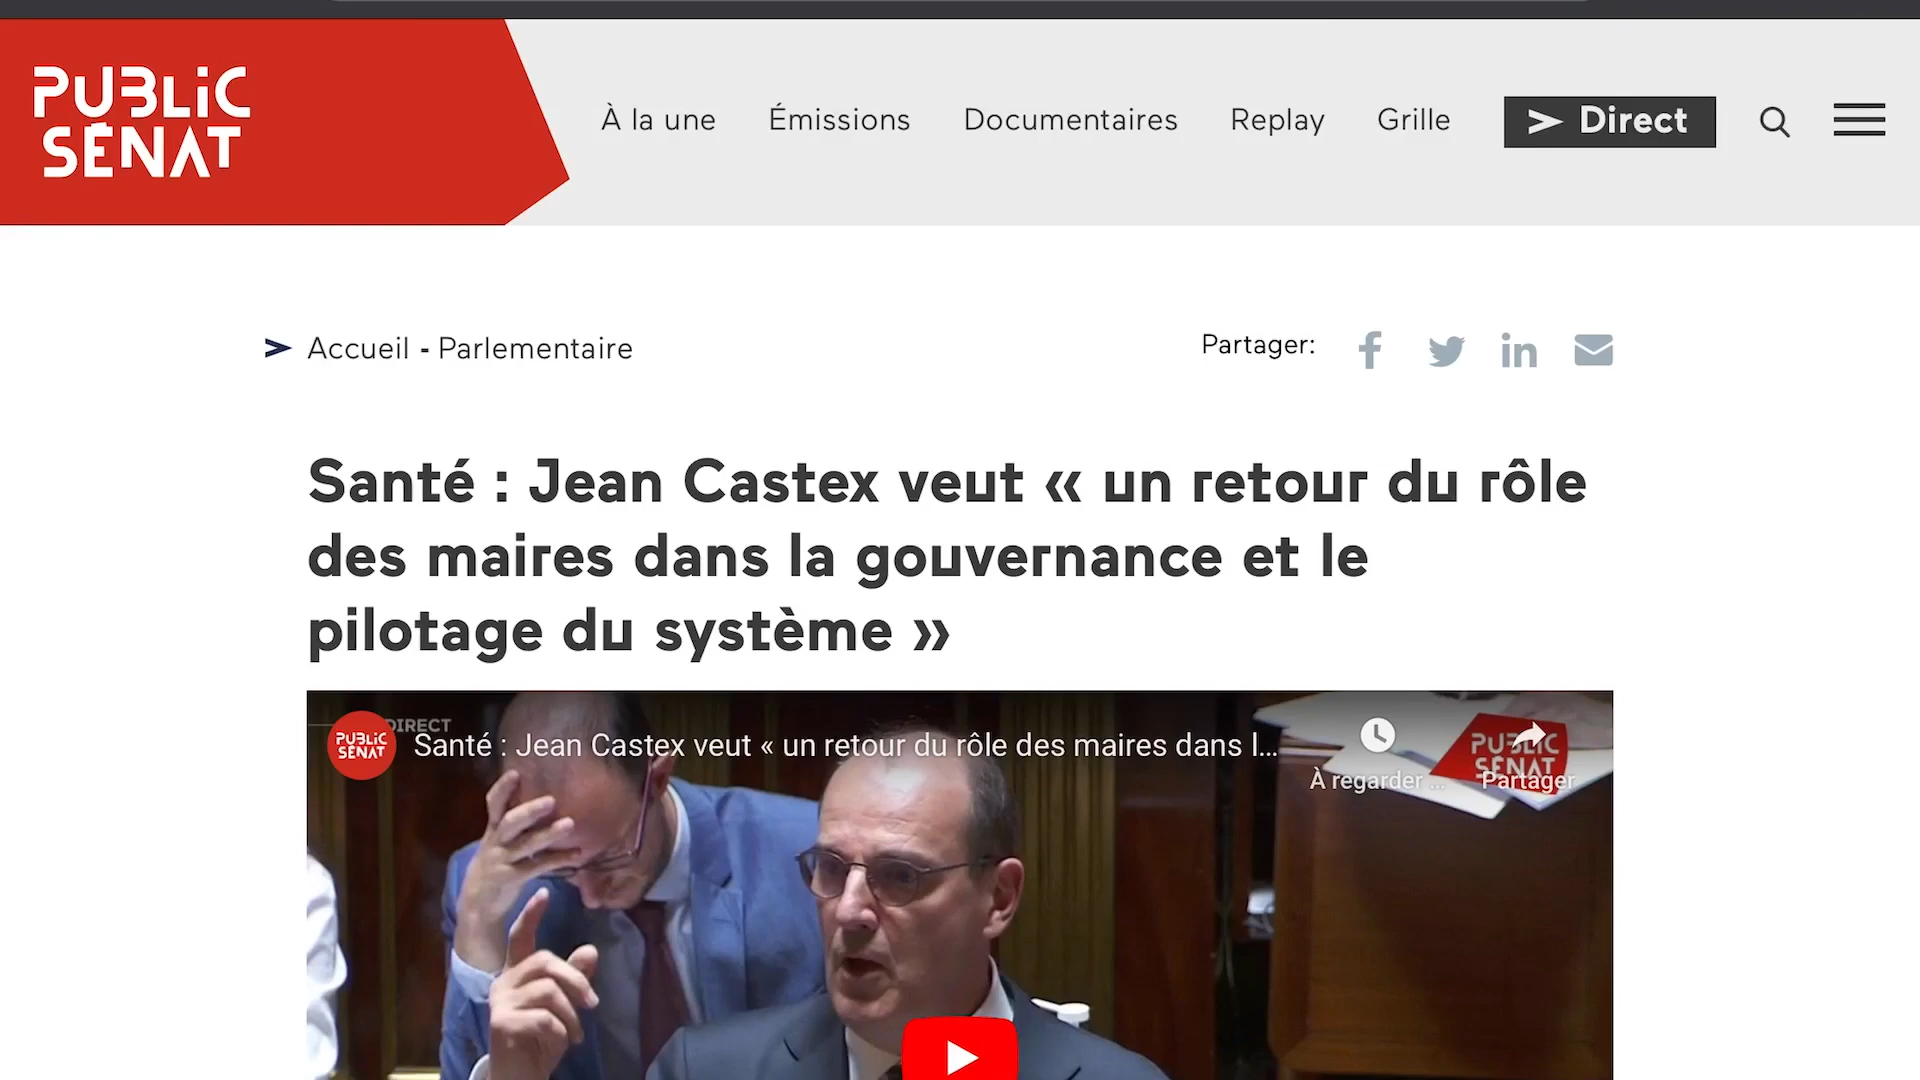 PUBLIC
SÉNAT
À la une
Émissions
Documentaires
Replay
Grille
Direct
Accueil - Parlementaire
Partager:
Santé : Jean Castex veut « un retour du rôle
des maires dans la gouvernance et le
pilotage du système »
DIRECT
PUBLIC
SÉNAT
Santé : Jean Castex veut « un retour du rôle des maires dans l...
À regarder ...
PUBLIC
SÉNAT
Partager